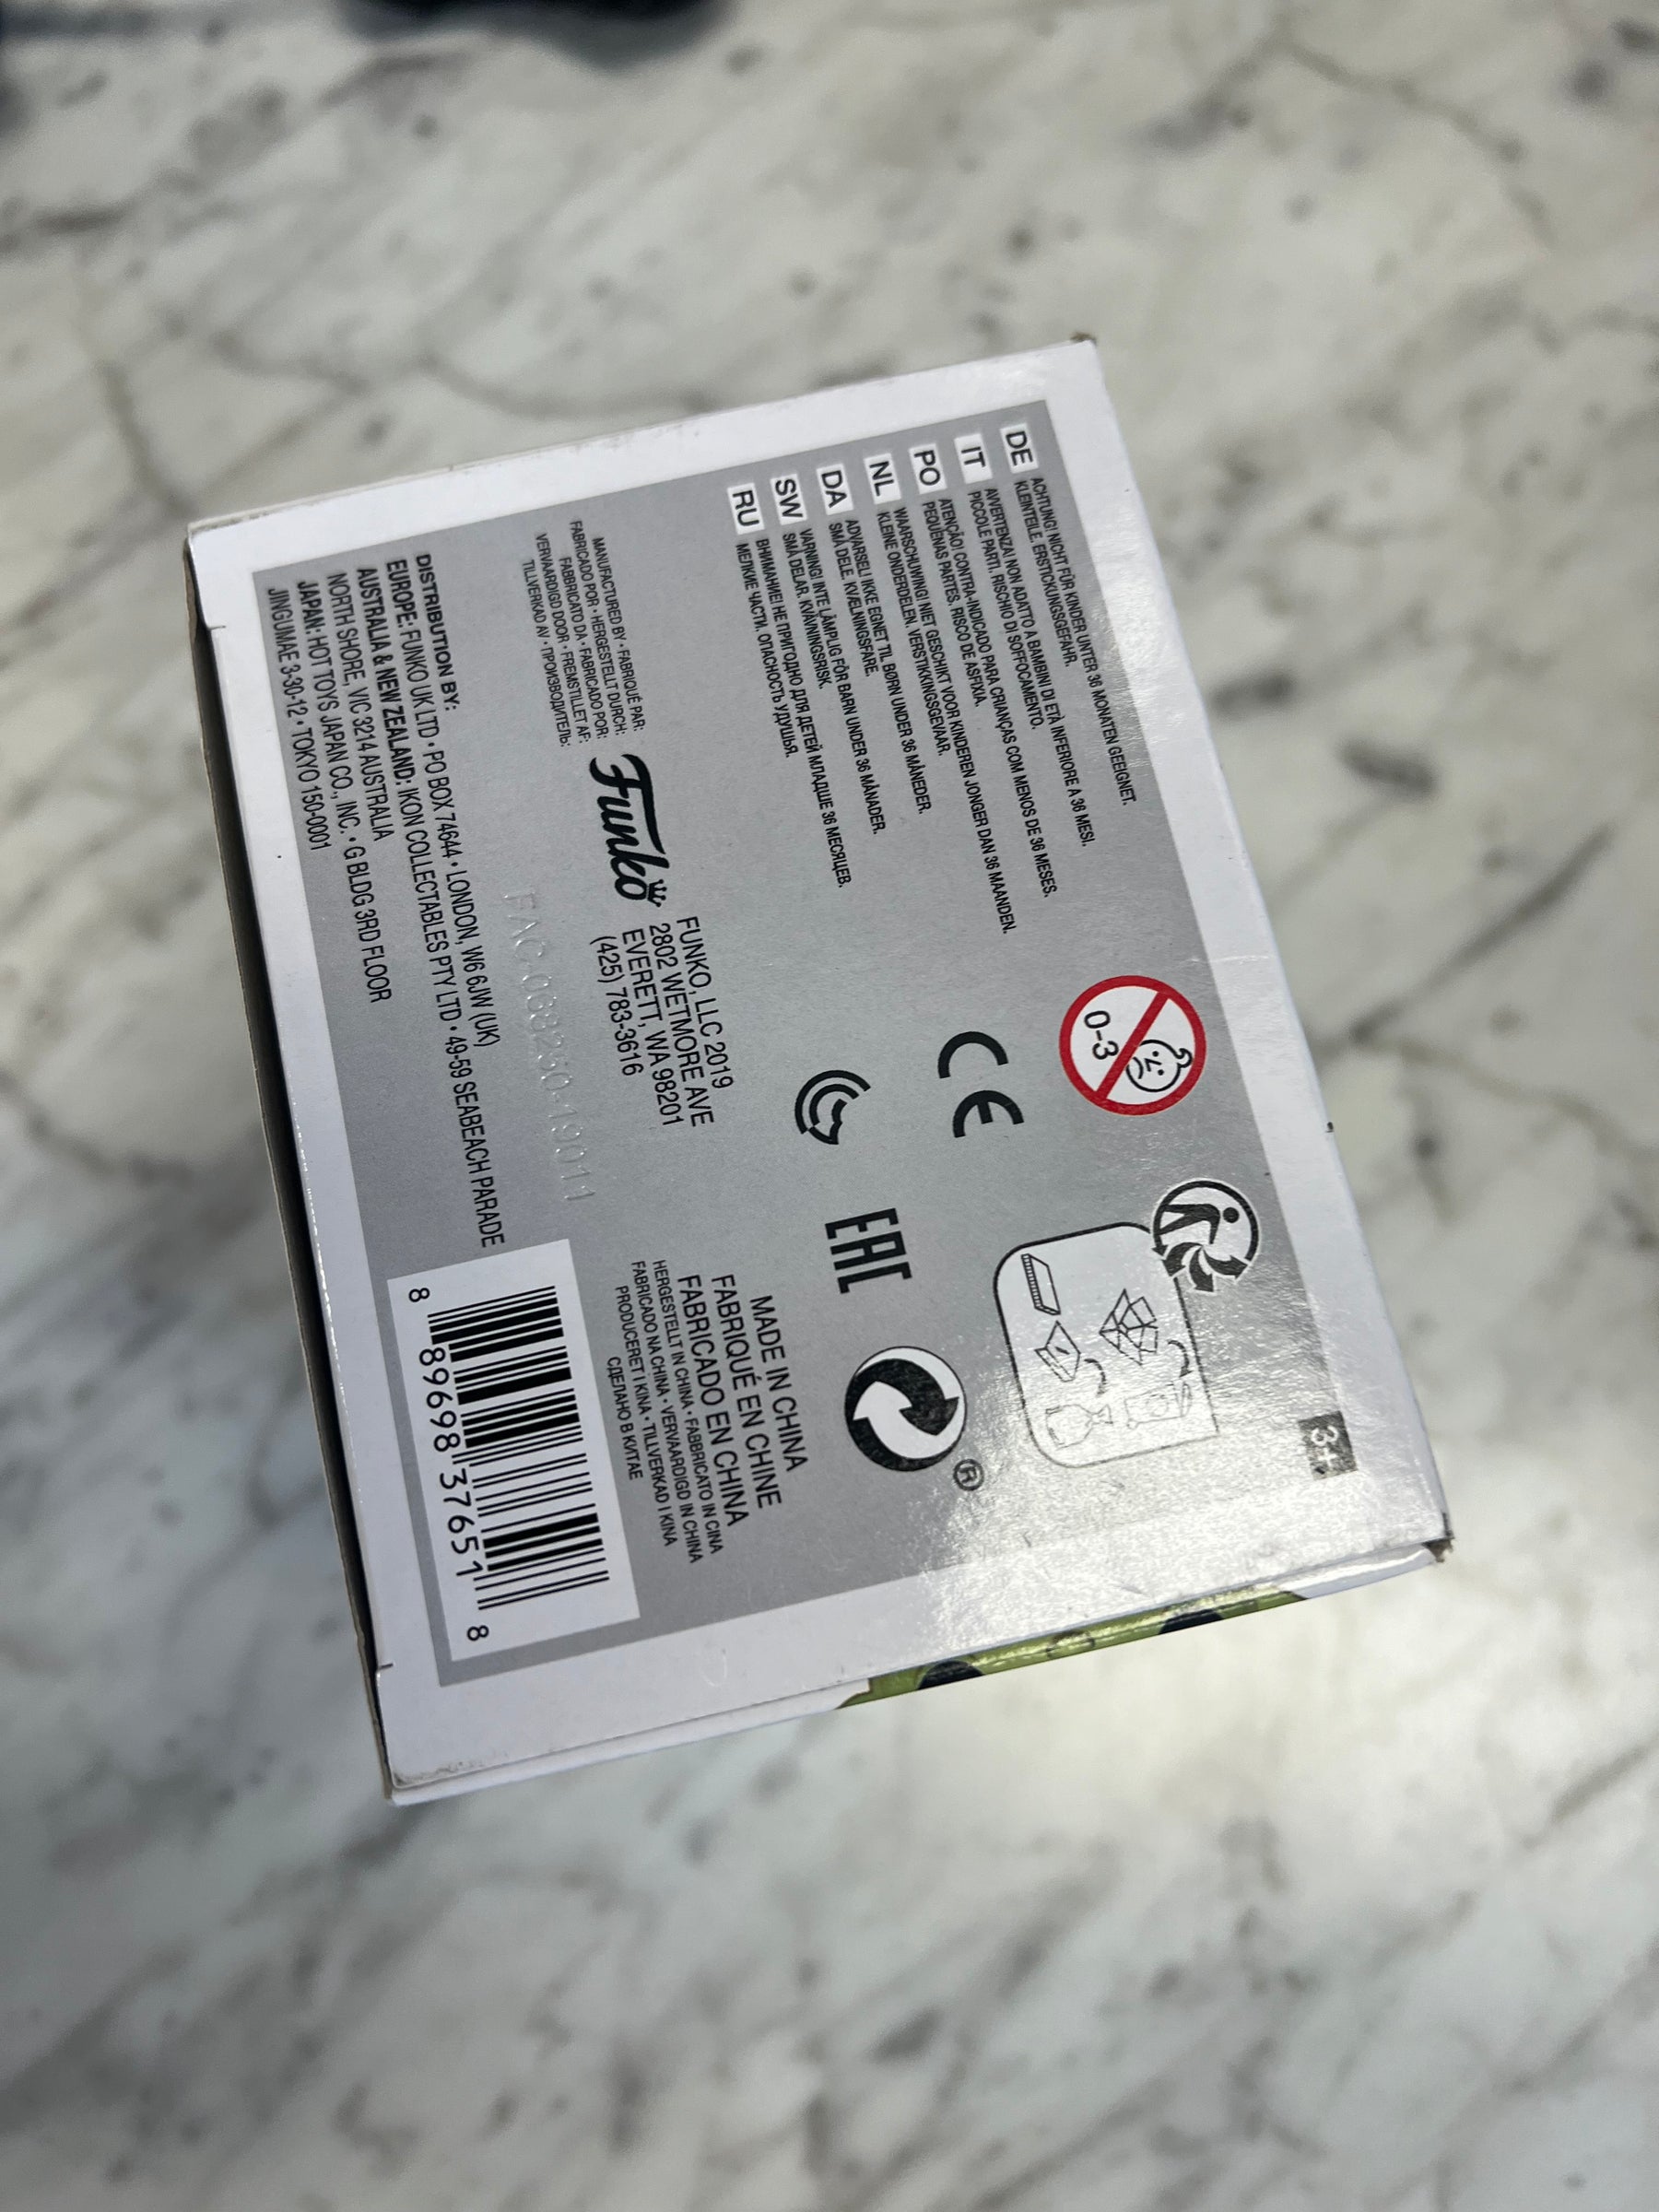 DE ACHTUNG! NICHT FÜR KINDER UNTER 36 MONATEN GEEIGNET.
KLEINTEILE. ERSTICKUNGSGEFAHR.
IT AVVERTENZA! NON ADATTO A BAMBINI DI ETÀ INFERIORE A 36 MESI.
PICCOLE PARTI. RISCHIO DI SOFFOCAMENTO.
PO ATENÇÃO! CONTRA-INDICADO PARA CRIANÇAS COM MENOS DE 36 MESES.
PEQUENAS PARTES. RISCO DE ASFIXIA.
NL WAARSCHUWING! NIET GESCHIKT VOOR KINDEREN JONGER DAN 36 MAANDEN.
KLEINE ONDERDELEN. VERSTIKKINGSGEVAAR.
DA ADVARSEL! IKKE EGNET TIL BØRN UNDER 36 MÅNEDER.
SMÅ DELE. KVÆLNINGSFARE.
SW VARNING! INTE LÄMPLIG FÖR BARN UNDER 36 MÅNADER.
SMÅ DELAR. KVÄVNINGSRISK.
RU ВНИМАНИЕ! НЕ ПРИГОДНО ДЛЯ ДЕТЕЙ МЛАДШЕ 36 МЕСЯЦЕВ.
МЕЛКИЕ ЧАСТИ. ОПАСНОСТЬ УДУШЬЯ.
0-3
CE
EAC
®
3+
MANUFACTURED BY • FABRIQUÉ PAR:
FABRICADO POR • HERGESTELLT DURCH:
FABBRICATO DA • FABRICADO POR:
VERVAARDIGD DOOR • FREMSTILLET AF:
TILLVERKAD AV • ПРОИЗВОДИТЕЛЬ:
Funko
FUNKO, LLC 2019
2802 WETMORE AVE
EVERETT, WA 98201
(425) 783-3616
MADE IN CHINA
FABRIQUÉ EN CHINE
FABRICADO EN CHINA
HERGESTELLT IN CHINA • FABBRICATO IN CINA
FABRICADO NA CHINA • VERVAARDIGD IN CHINA
PRODUCERET I KINA • TILLVERKAD I KINA
СДЕЛАНО В КИТАЕ
DISTRIBUTION BY:
EUROPE: FUNKO UK LTD • PO BOX 74644 • LONDON, W6 6JW (UK)
AUSTRALIA & NEW ZEALAND: IKON COLLECTABLES PTY LTD • 49-59 SEABEACH PARADE
NORTH SHORE, VIC 3214 AUSTRALIA
JAPAN: HOT TOYS JAPAN CO., INC. • G BLDG 3RD FLOOR
JINGUMAE 3-30-12 • TOKYO 150-0001
8 89698 37651 8